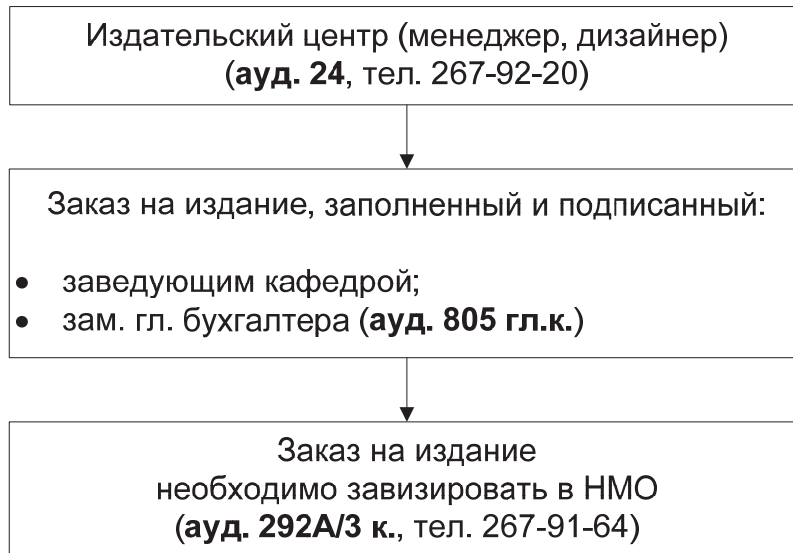 Издательский центр (менеджер, дизайнер)
(ауд. 24, тел. 267-92-20)
Заказ на издание, заполненный и подписанный:
• заведующим кафедрой;
• зам. гл. бухгалтера (ауд. 805 гл.к.)
Заказ на издание
необходимо завизировать в НМО
(ауд. 292А/3 к., тел. 267-91-64)